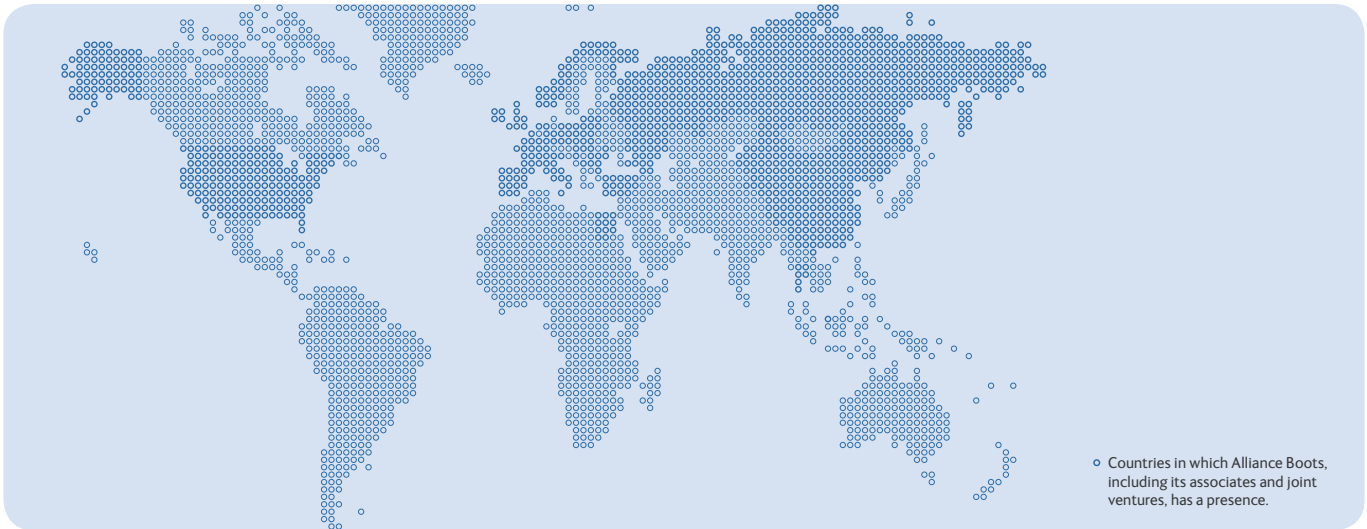 Countries in which Alliance Boots,
including its associates and joint
ventures, has a presence.